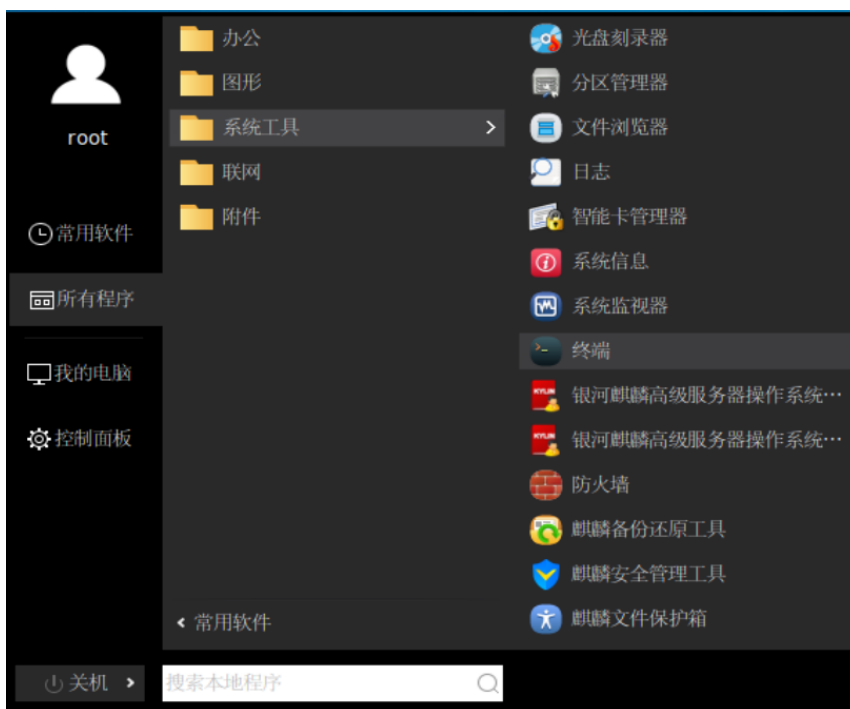 root
常用软件
所有程序
我的电脑
控制面板
关机
办公
图形
系统工具
联网
附件
常用软件
搜索本地程序
光盘刻录器
分区管理器
文件浏览器
日志
智能卡管理器
系统信息
系统监视器
终端
银河麒麟高级服务器操作系统…
银河麒麟高级服务器操作系统…
防火墙
麒麟备份还原工具
麒麟安全管理工具
麒麟文件保护箱